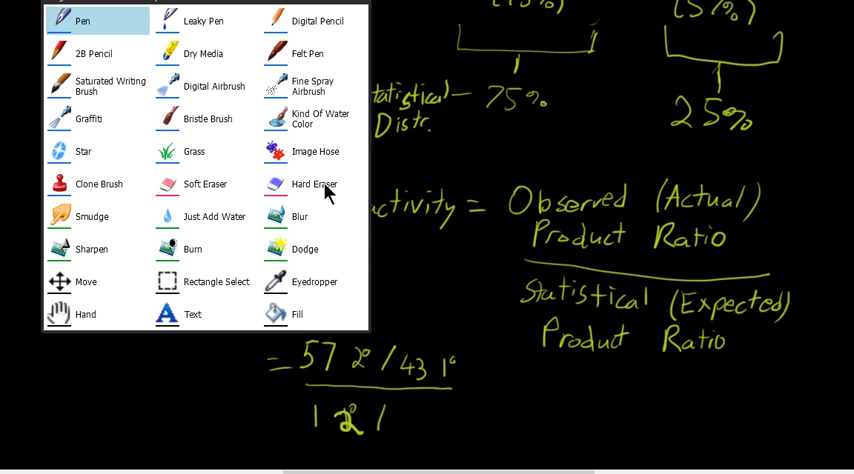 Pen Leaky Pen Digital Pencil
2B Pencil Dry Media Felt Pen
Saturated Writing Brush Digital Airbrush Fine Spray Airbrush
Graffiti Bristle Brush Kind Of Water Color
Star Grass Image Hose
Clone Brush Soft Eraser Hard Eraser
Smudge Just Add Water Blur
Sharpen Burn Dodge
Move Rectangle Select Eyedropper
Hand Text Fill
tatistical – 75% 25%
Distr.
ctivity = Observed (Actual)
Product Ratio
Statistical (Expected)
Product Ratio
= 57 2° / 43 1°
1 2° /